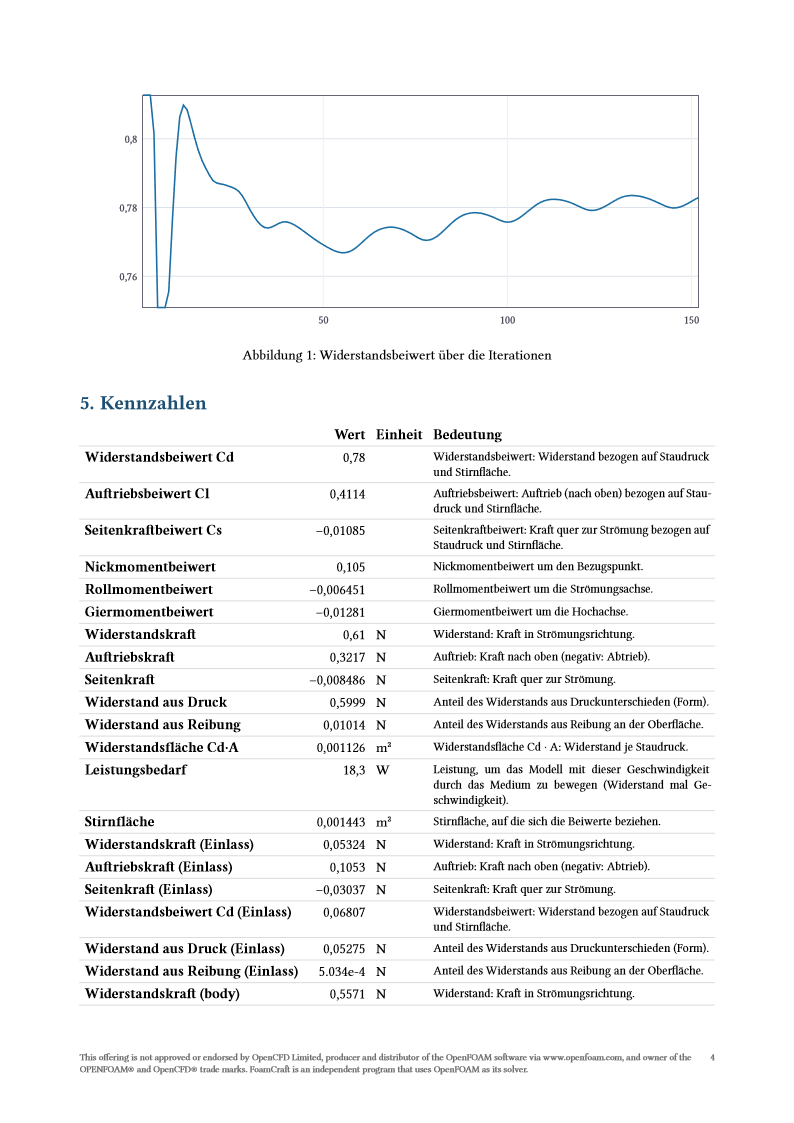 0,8
0,78
0,76
50 100 150
Abbildung 1: Widerstandsbeiwert über die Iterationen
5. Kennzahlen
Wert Einheit Bedeutung
Widerstandsbeiwert Cd 0,78 Widerstandsbeiwert: Widerstand bezogen auf Staudruck
und Stirnfläche.
Auftriebsbeiwert Cl 0,4114 Auftriebsbeiwert: Auftrieb (nach oben) bezogen auf Stau-
druck und Stirnfläche.
Seitenkraftbeiwert Cs −0,01085 Seitenkraftbeiwert: Kraft quer zur Strömung bezogen auf
Staudruck und Stirnfläche.
Nickmomentbeiwert 0,105 Nickmomentbeiwert um den Bezugspunkt.
Rollmomentbeiwert −0,006451 Rollmomentbeiwert um die Strömungsachse.
Giermomentbeiwert −0,01281 Giermomentbeiwert um die Hochachse.
Widerstandskraft 0,61 N Widerstand: Kraft in Strömungsrichtung.
Auftriebskraft 0,3217 N Auftrieb: Kraft nach oben (negativ: Abtrieb).
Seitenkraft −0,008486 N Seitenkraft: Kraft quer zur Strömung.
Widerstand aus Druck 0,5999 N Anteil des Widerstands aus Druckunterschieden (Form).
Widerstand aus Reibung 0,01014 N Anteil des Widerstands aus Reibung an der Oberfläche.
Widerstandsfläche Cd·A 0,001126 m² Widerstandsfläche Cd · A: Widerstand je Staudruck.
Leistungsbedarf 18,3 W Leistung, um das Modell mit dieser Geschwindigkeit
durch das Medium zu bewegen (Widerstand mal Ge-
schwindigkeit).
Stirnfläche 0,001443 m² Stirnfläche, auf die sich die Beiwerte beziehen.
Widerstandskraft (Einlass) 0,05324 N Widerstand: Kraft in Strömungsrichtung.
Auftriebskraft (Einlass) 0,1053 N Auftrieb: Kraft nach oben (negativ: Abtrieb).
Seitenkraft (Einlass) −0,03037 N Seitenkraft: Kraft quer zur Strömung.
Widerstandsbeiwert Cd (Einlass) 0,06807 Widerstandsbeiwert: Widerstand bezogen auf Staudruck
und Stirnfläche.
Widerstand aus Druck (Einlass) 0,05275 N Anteil des Widerstands aus Druckunterschieden (Form).
Widerstand aus Reibung (Einlass) 5.034e-4 N Anteil des Widerstands aus Reibung an der Oberfläche.
Widerstandskraft (body) 0,5571 N Widerstand: Kraft in Strömungsrichtung.
This offering is not approved or endorsed by OpenCFD Limited, producer and distributor of the OpenFOAM software via www.openfoam.com, and owner of the 4
OPENFOAM® and OpenCFD® trade marks. FoamCraft is an independent program that uses OpenFOAM as its solver.